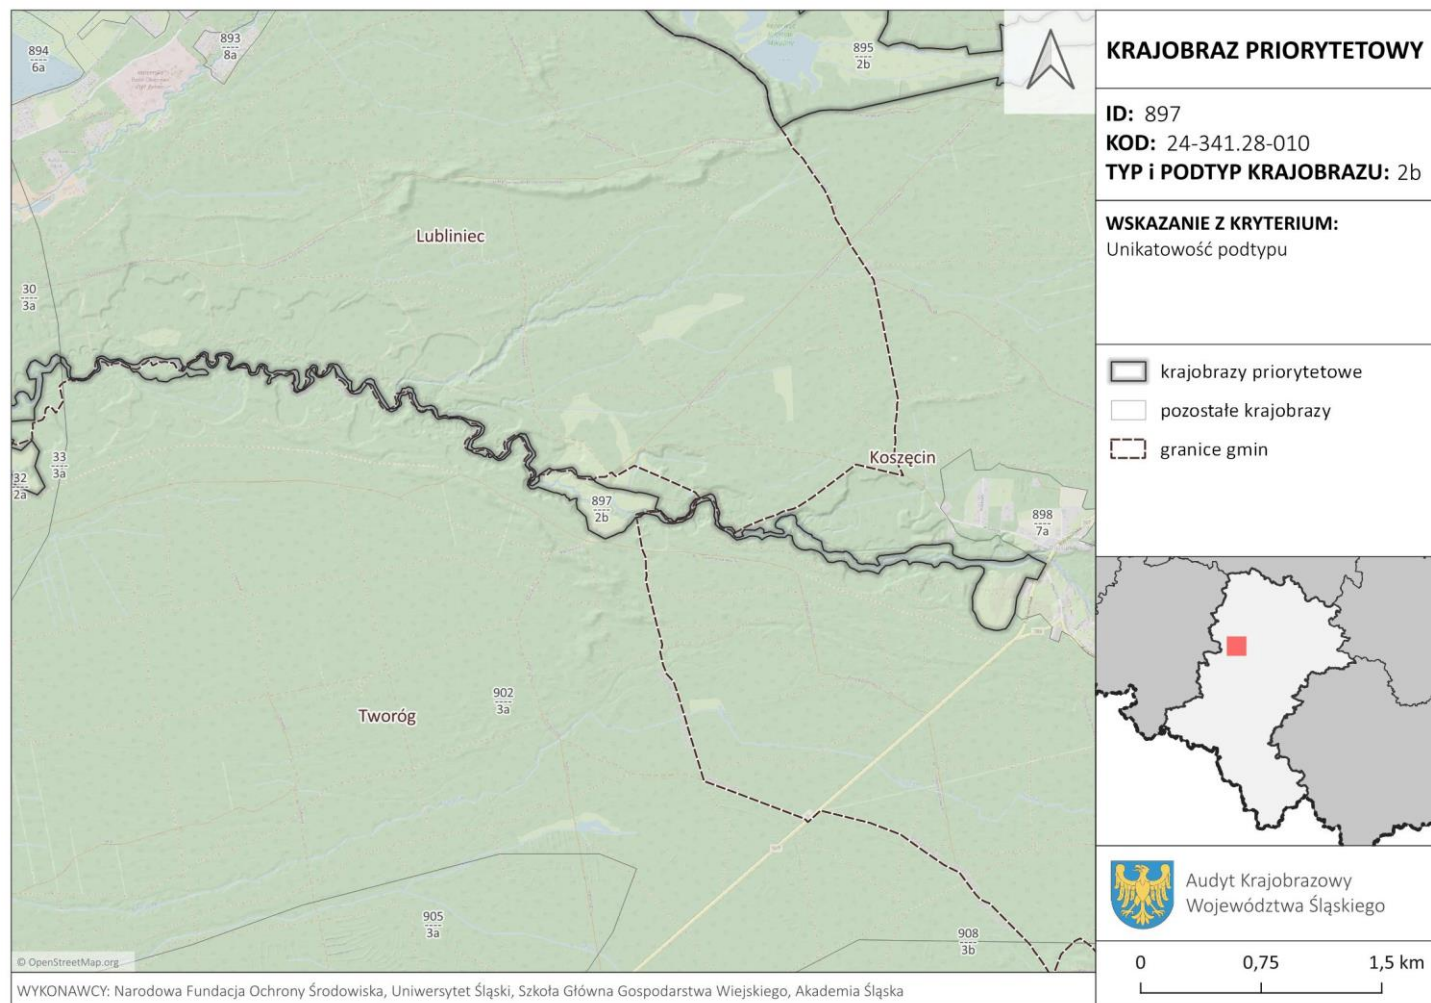 894
6a
893
8a
895
2b
Lubliniec
30
3a
33
3a
32
2a
Koszęcin
897
2b
898
7a
902
3a
Tworóg
905
3a
908
3b
© OpenStreetMap.org
WYKONAWCY: Narodowa Fundacja Ochrony Środowiska, Uniwersytet Śląski, Szkoła Główna Gospodarstwa Wiejskiego, Akademia Śląska
KRAJOBRAZ PRIORYTETOWY
ID: 897
KOD: 24-341.28-010
TYP i PODTYP KRAJOBRAZU: 2b
WSKAZANIE Z KRYTERIUM:
Unikatowość podtypu
krajobrazy priorytetowe
pozostałe krajobrazy
granice gmin
Audyt Krajobrazowy
Województwa Śląskiego
0 0,75 1,5 km